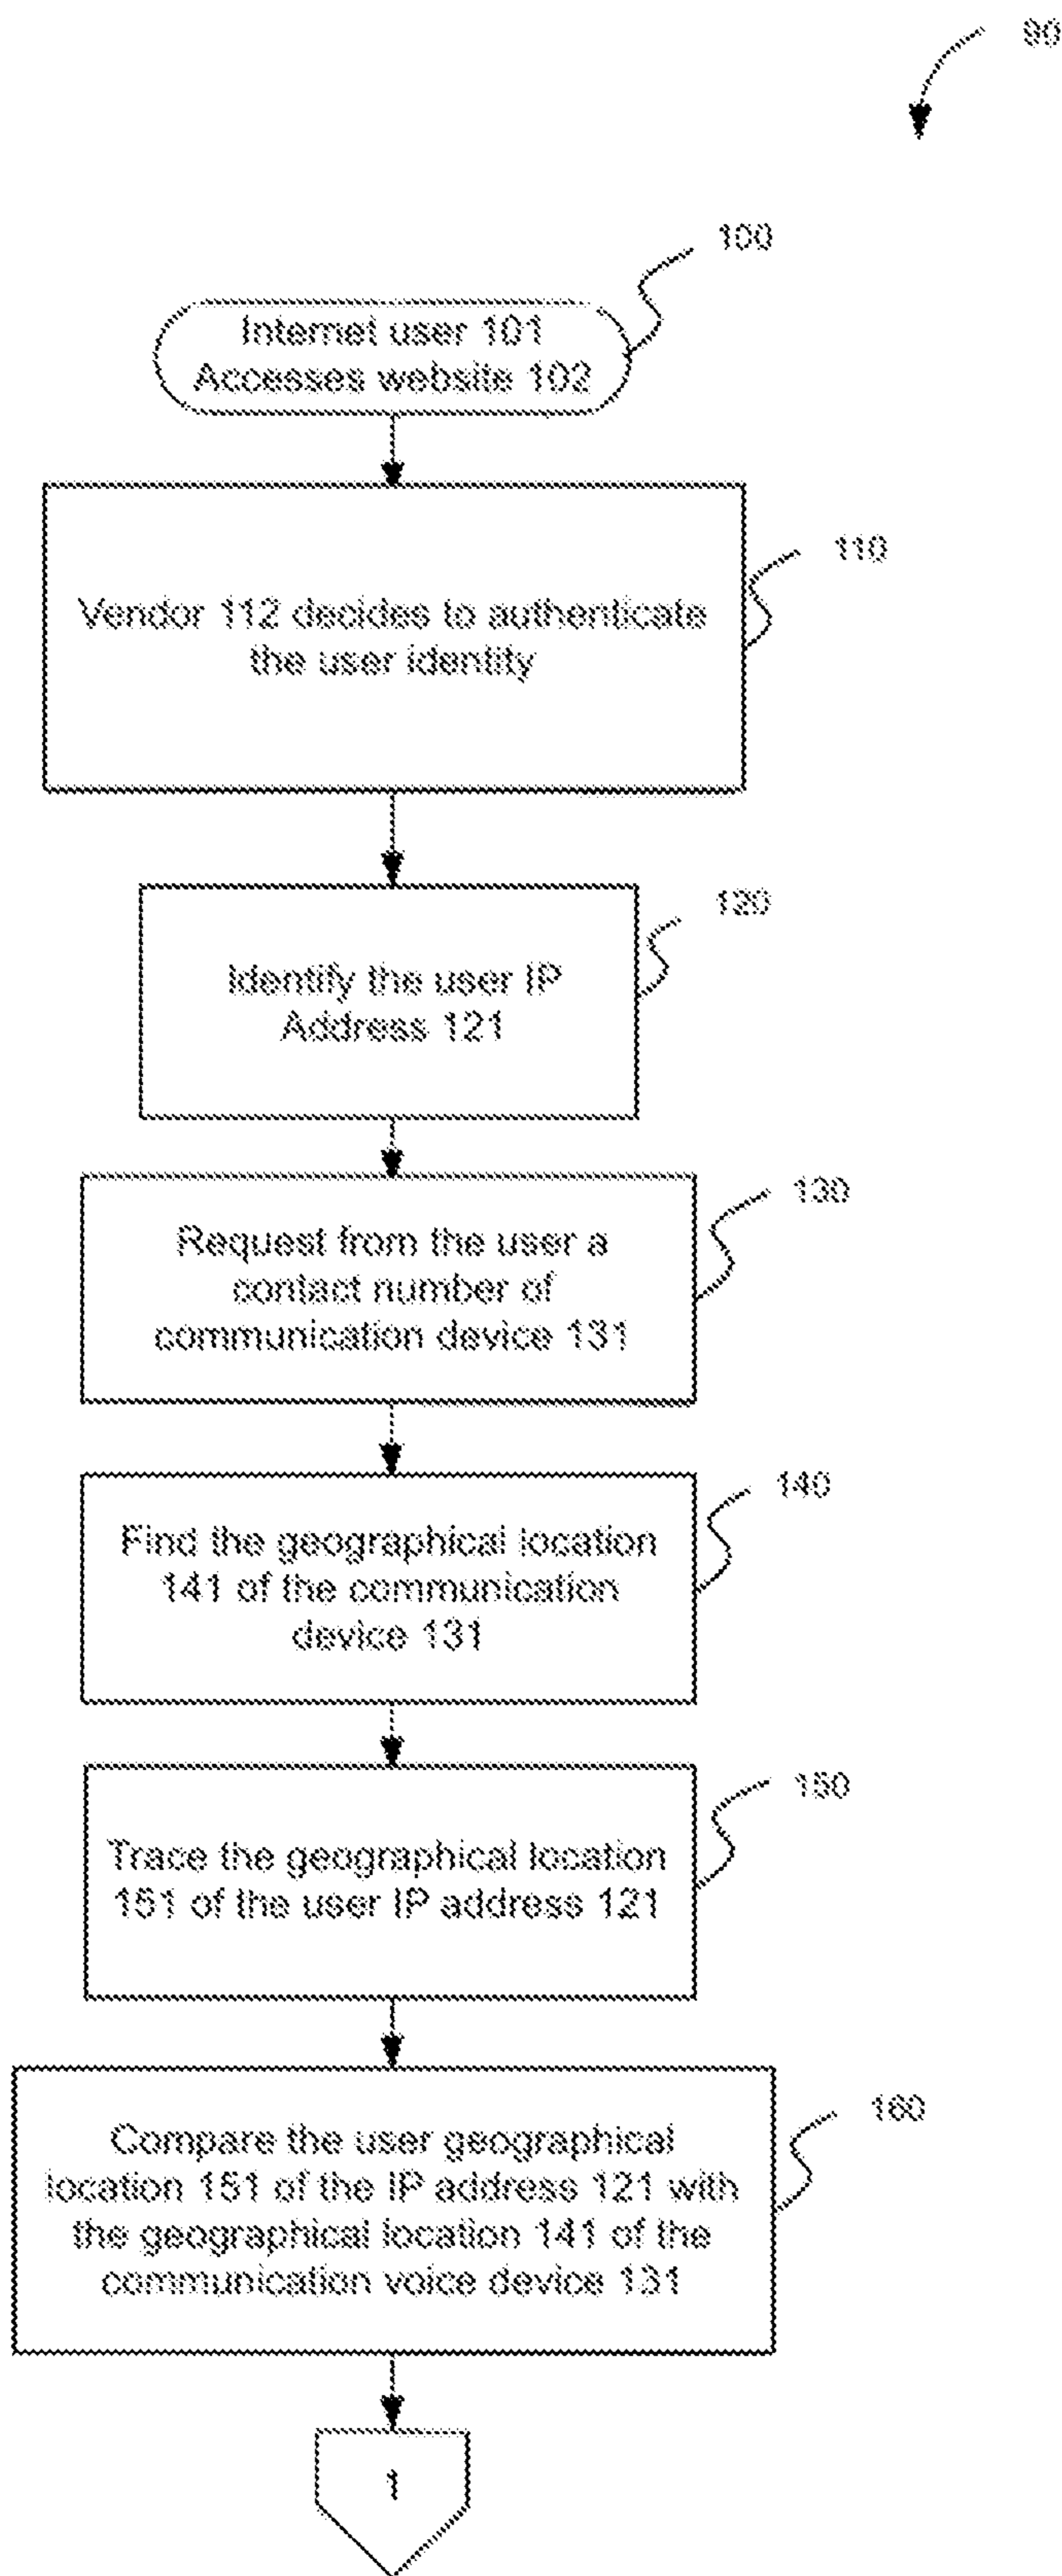 90
100
Internet user 101
Accesses website 102
110
Vendor 112 decides to authenticate
the user identity
120
Identify the user IP
Address 121
130
Request from the user a
contact number of
communication device 131
140
Find the geographical location
141 of the communication
device 131
150
Trace the geographical location
151 of the user IP address 121
160
Compare the user geographical
location 151 of the IP address 121 with
the geographical location 141 of the
communication voice device 131
1